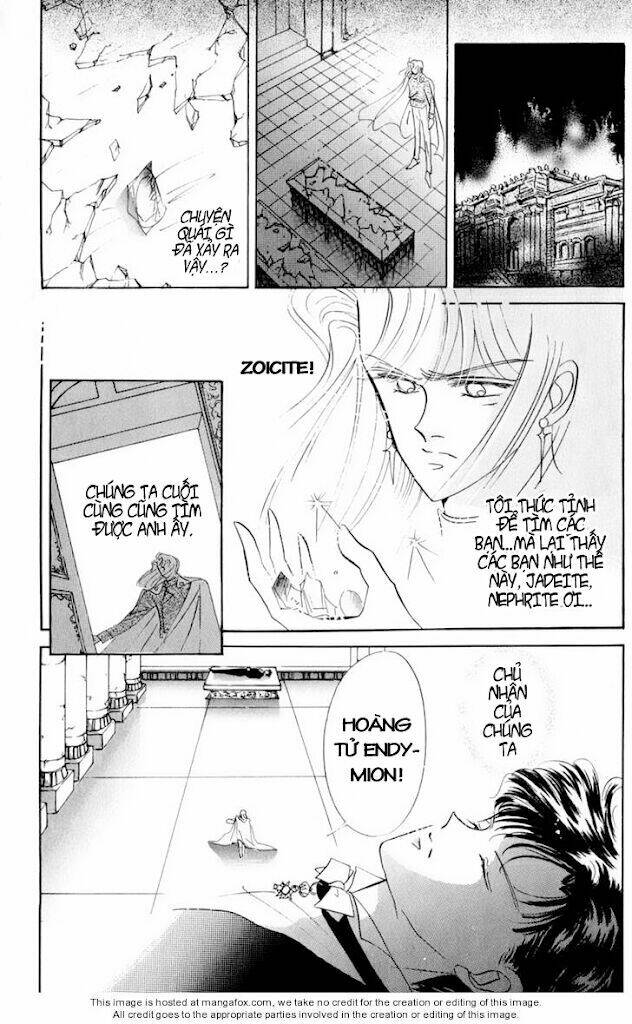 CHUYỆN
QUÁI GÌ
ĐÃ XẢY RA
VẬY...?
ZOICITE!
CHÚNG TA CUỐI
CÙNG CŨNG TÌM
ĐƯỢC ANH ẤY.
TÔI THỨC TỈNH
ĐỂ TÌM CÁC
BẠN...MÀ LẠI THẤY
CÁC BẠN NHƯ THẾ
NÀY, JADEITE,
NEPHRITE ƠI...
CHỦ
NHÂN
CỦA
CHÚNG
TA
HOÀNG
TỬ ENDY-
MION!
This image is hosted at mangafox.com, we take no credit for the creation or editing of this image.
All credit goes to the appropriate parties involved in creation or editing of this image.